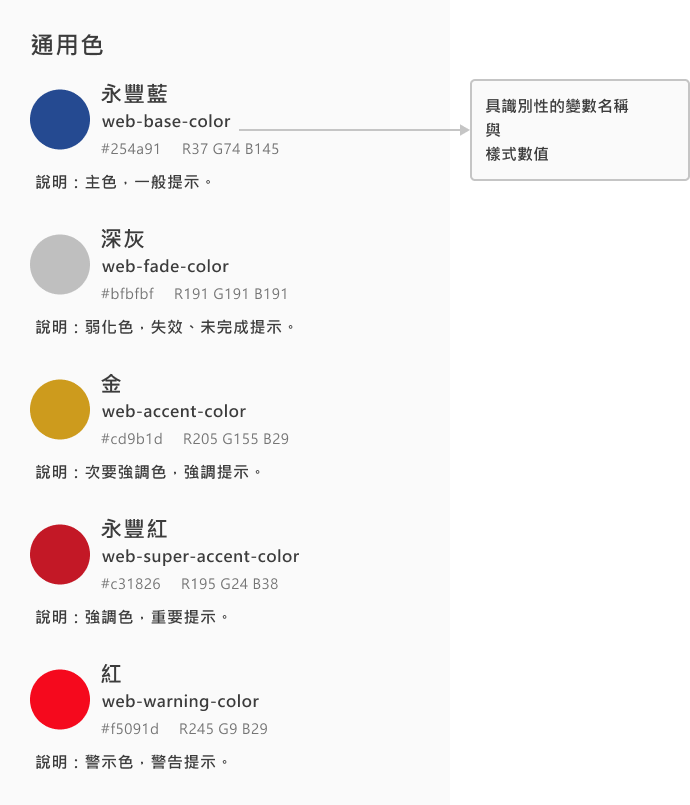 通用色
永豐藍
web-base-color
#254a91 R37 G74 B145
說明：主色，一般提示。
具識別性的變數名稱
與
樣式數值
深灰
web-fade-color
#bfbfbf R191 G191 B191
說明：弱化色，失效、未完成提示。
金
web-accent-color
#cd9b1d R205 G155 B29
說明：次要強調色，強調提示。
永豐紅
web-super-accent-color
#c31826 R195 G24 B38
說明：強調色，重要提示。
紅
web-warning-color
#f5091d R245 G9 B29
說明：警示色，警告提示。